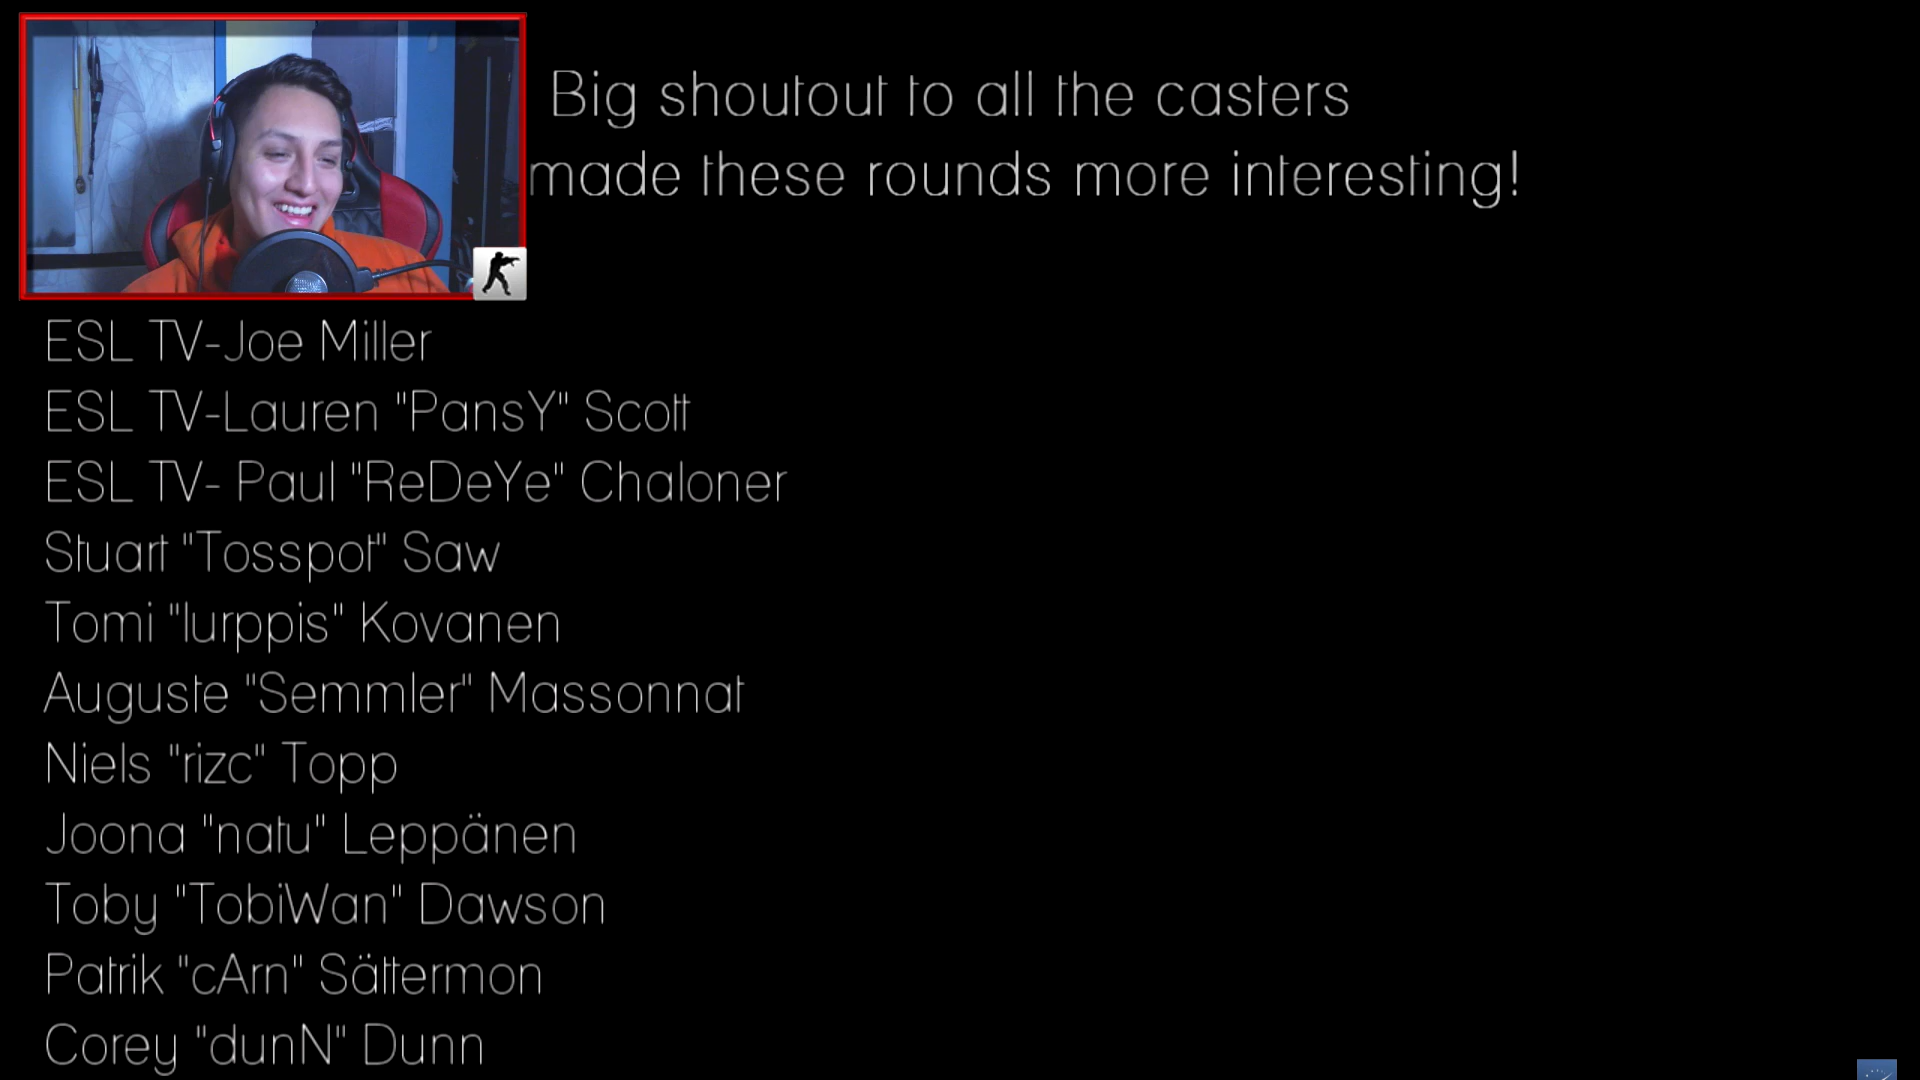 Big shoutout to all the casters
made these rounds more interesting!
ESL TV-Joe Miller
ESL TV-Lauren "PansY" Scott
ESL TV- Paul "ReDeYe" Chaloner
Stuart "Tosspot" Saw
Tomi "lurppis" Kovanen
Auguste "Semmler" Massonnat
Niels "rizc" Topp
Joona "natu" Leppänen
Toby "TobiWan" Dawson
Patrik "cArn" Sättermon
Corey "dunN" Dunn